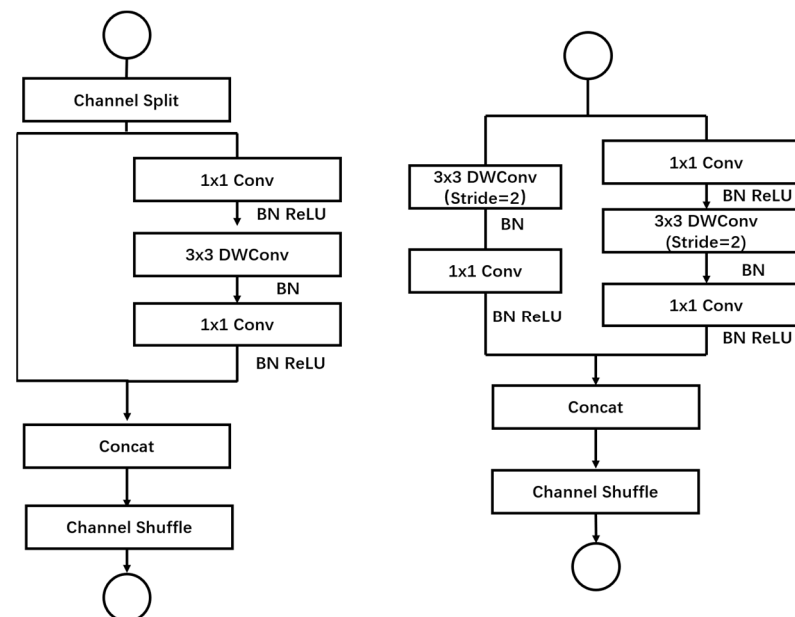 Channel Split
1x1 Conv
BN ReLU
3x3 DWConv
BN
1x1 Conv
BN ReLU
Concat
Channel Shuffle
3x3 DWConv
(Stride=2)
BN
1x1 Conv
BN ReLU
1x1 Conv
BN ReLU
3x3 DWConv
(Stride=2)
BN
1x1 Conv
BN ReLU
Concat
Channel Shuffle